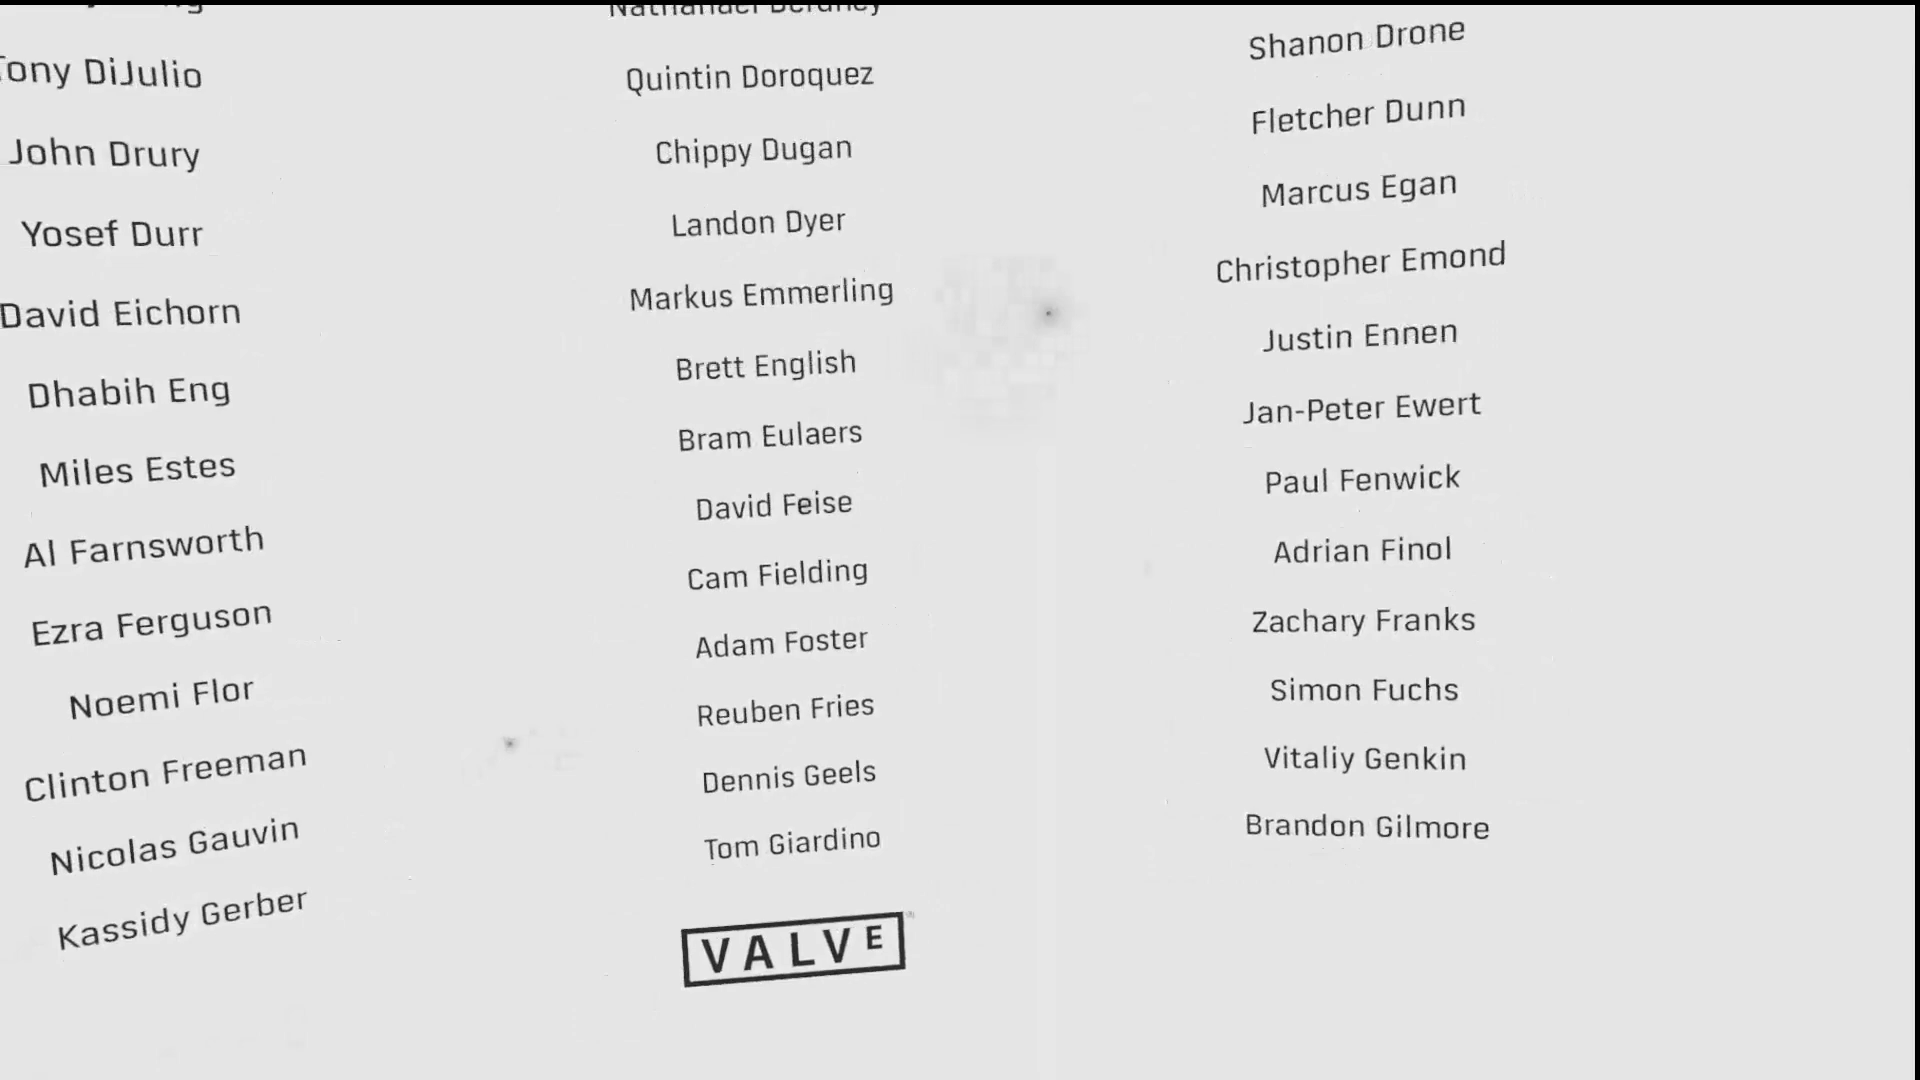 Tony DiJulio
John Drury
Yosef Durr
David Eichorn
Dhabih Eng
Miles Estes
Al Farnsworth
Ezra Ferguson
Noemi Flor
Clinton Freeman
Nicolas Gauvin
Kassidy Gerber
Quintin Doroquez
Chippy Dugan
Landon Dyer
Markus Emmerling
Brett English
Bram Eulaers
David Feise
Cam Fielding
Adam Foster
Reuben Fries
Dennis Geels
Tom Giardino
VALVE
Shanon Drone
Fletcher Dunn
Marcus Egan
Christopher Emond
Justin Ennen
Jan-Peter Ewert
Paul Fenwick
Adrian Finol
Zachary Franks
Simon Fuchs
Vitaliy Genkin
Brandon Gilmore